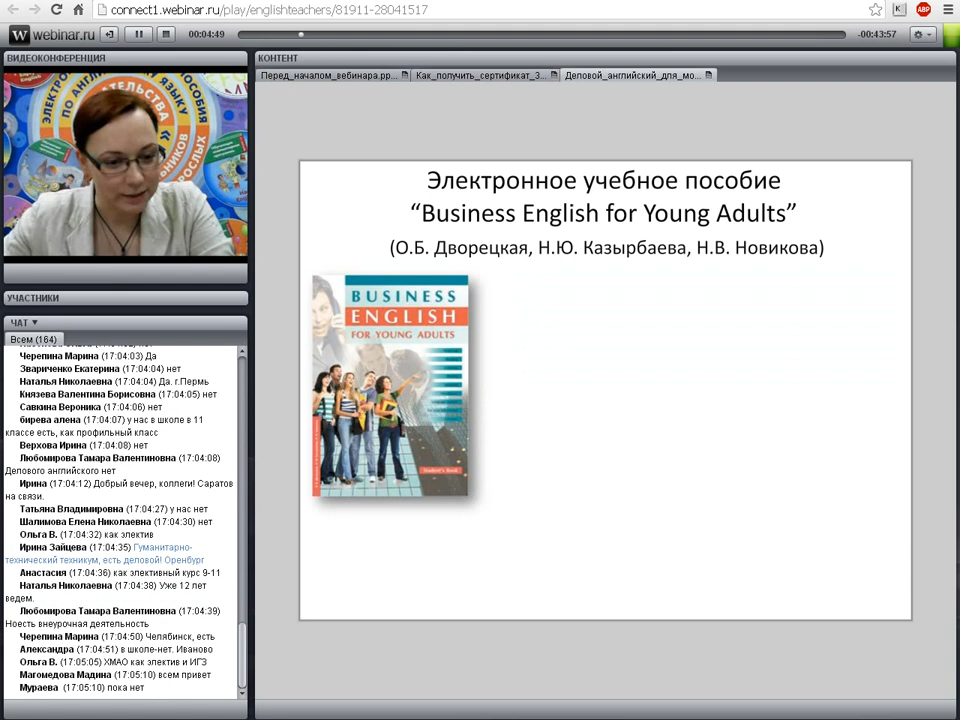 connect1.webinar.ru/play/englishteachers/81911-28041517
ABP
webinar.ru
00:04:49
-00:43:57
ВИДЕОКОНФЕРЕНЦИЯ
КОНТЕНТ
Перед_началом_вебинара.pp...
Как_получить_сертификат_3...
Деловой_английский_для_мо...
Электронное учебное пособие
“Business English for Young Adults”
(О.Б. Дворецкая, Н.Ю. Казырбаева, Н.В. Новикова)
BUSINESS
ENGLISH
FOR YOUNG ADULTS
Student's Book
УЧАСТНИКИ
ЧАТ
Всем (164)
Черепина Марина (17:04:03) Да
Звариченко Екатерина (17:04:04) нет
Наталья Николаевна (17:04:04) Да. г.Пермь
Князева Валентина Борисовна (17:04:05) нет
Савкина Вероника (17:04:06) нет
бирева алена (17:04:07) у нас в школе в 11
классе есть, как профильный класс
Верхова Ирина (17:04:08) нет
Любомирова Тамара Валентиновна (17:04:08)
Делового английского нет
Ирина (17:04:12) Добрый вечер, коллеги! Саратов
на связи.
Татьяна Владимировна (17:04:27) у нас нет
Шалимова Елена Николаевна (17:04:30) нет
Ольга В. (17:04:32) как электив
Ирина Зайцева (17:04:35) Гуманитарно-
технический техникум, есть деловой! Оренбург
Анастасия (17:04:36) как элективный курс 9-11
Наталья Николаевна (17:04:38) Уже 12 лет
ведем.
Любомирова Тамара Валентиновна (17:04:39)
Ноесть внеурочная деятельность
Черепина Марина (17:04:50) Челябинск, есть
Александра (17:04:51) в школе-нет. Иваново
Ольга В. (17:05:05) ХМАО как электив и ИГЗ
Магомедова Мадина (17:05:10) всем привет
Мураева (17:05:10) пока нет